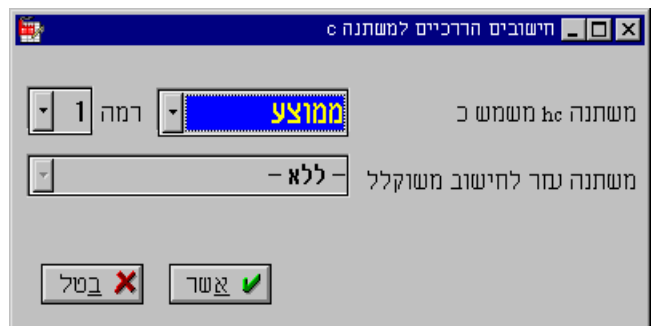 חישובים הררכיים למשתנה c
משתנה hc משמש כ ממוצע רמה 1
משתנה עזר לחישוב משוקלל - ללא -
אשר בטל